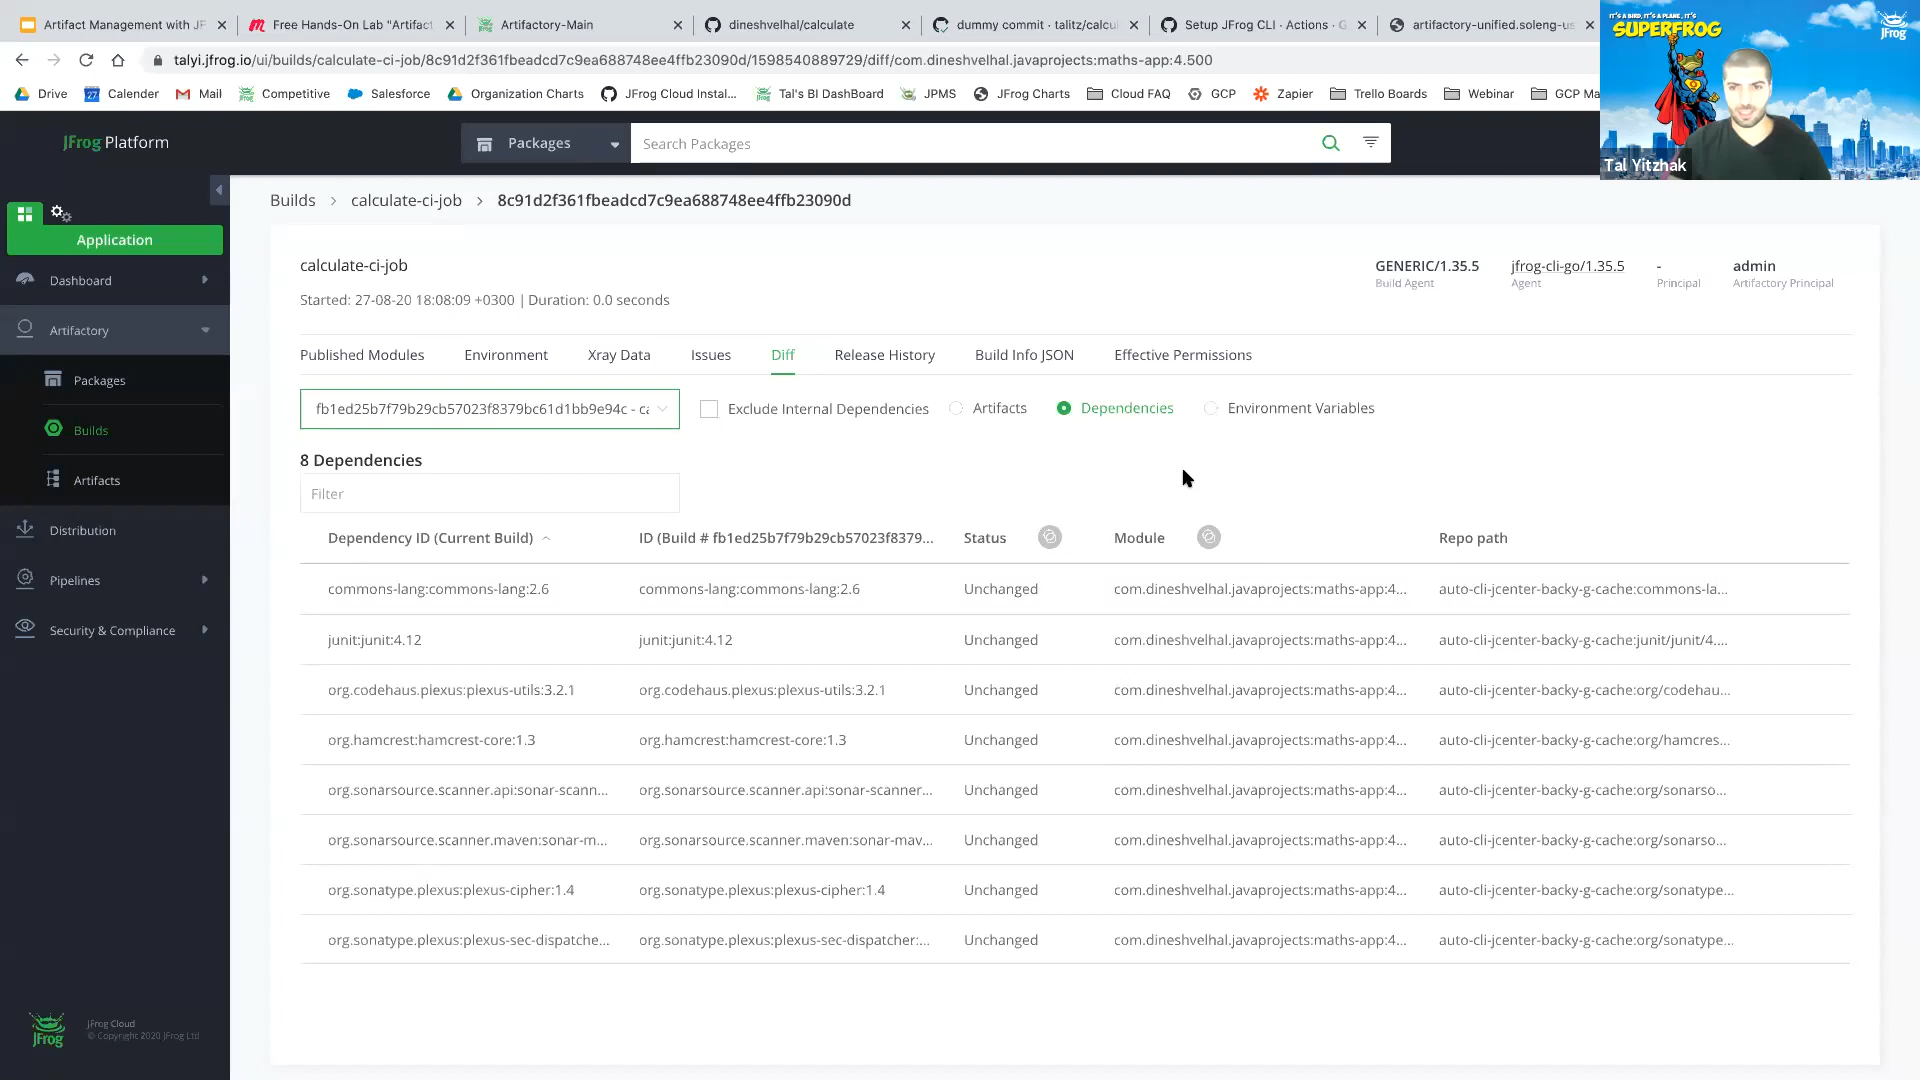 Artifact Management with JF
Free Hands-On Lab "Artifact
Artifactory-Main
dineshvelhal/calculate
dummy commit · talitz/calcu
Setup JFrog CLI · Actions · G
artifactory-unified.soleng-us
talyi.jfrog.io/ui/builds/calculate-ci-job/8c91d2f361fbeadcd7c9ea688748ee4ffb23090d/1598540889729/diff/com.dineshvelhal.javaprojects:maths-app:4.500
Drive
27
Calender
Mail
Competitive
Salesforce
Organization Charts
JFrog Cloud Instal...
Tal's BI DashBoard
JPMS
JFrog Charts
Cloud FAQ
GCP
Zapier
Trello Boards
Webinar
GCP Ma
IT'S A BIRD, IT'S A PLANE, IT'S
SUPERFROG
JFrog
Tal Yitzhak
JFrog Platform
Packages
Search Packages
Application
Dashboard
Artifactory
Packages
Builds
Artifacts
Distribution
Pipelines
Security & Compliance
JFrog
JFrog Cloud
© Copyright 2020 JFrog Ltd
Builds > calculate-ci-job > 8c91d2f361fbeadcd7c9ea688748ee4ffb23090d
calculate-ci-job
Started: 27-08-20 18:08:09 +0300 | Duration: 0.0 seconds
GENERIC/1.35.5
Build Agent
jfrog-cli-go/1.35.5
Agent
-
Principal
admin
Artifactory Principal
Published Modules Environment Xray Data Issues Diff Release History Build Info JSON Effective Permissions
fb1ed25b7f79b29cb57023f8379bc61d1bb9e94c - ca
Exclude Internal Dependencies
Artifacts
Dependencies
Environment Variables
8 Dependencies
Filter
Dependency ID (Current Build) ID (Build # fb1ed25b7f79b29cb57023f8379... Status Module Repo path
commons-lang:commons-lang:2.6 commons-lang:commons-lang:2.6 Unchanged com.dineshvelhal.javaprojects:maths-app:4... auto-cli-jcenter-backy-g-cache:commons-la...
junit:junit:4.12 junit:junit:4.12 Unchanged com.dineshvelhal.javaprojects:maths-app:4... auto-cli-jcenter-backy-g-cache:junit/junit/4....
org.codehaus.plexus:plexus-utils:3.2.1 org.codehaus.plexus:plexus-utils:3.2.1 Unchanged com.dineshvelhal.javaprojects:maths-app:4... auto-cli-jcenter-backy-g-cache:org/codehau...
org.hamcrest:hamcrest-core:1.3 org.hamcrest:hamcrest-core:1.3 Unchanged com.dineshvelhal.javaprojects:maths-app:4... auto-cli-jcenter-backy-g-cache:org/hamcres...
org.sonarsource.scanner.api:sonar-scann... org.sonarsource.scanner.api:sonar-scanner... Unchanged com.dineshvelhal.javaprojects:maths-app:4... auto-cli-jcenter-backy-g-cache:org/sonarso...
org.sonarsource.scanner.maven:sonar-m... org.sonarsource.scanner.maven:sonar-mav... Unchanged com.dineshvelhal.javaprojects:maths-app:4... auto-cli-jcenter-backy-g-cache:org/sonarso...
org.sonatype.plexus:plexus-cipher:1.4 org.sonatype.plexus:plexus-cipher:1.4 Unchanged com.dineshvelhal.javaprojects:maths-app:4... auto-cli-jcenter-backy-g-cache:org/sonatype...
org.sonatype.plexus:plexus-sec-dispatche... org.sonatype.plexus:plexus-sec-dispatcher:... Unchanged com.dineshvelhal.javaprojects:maths-app:4... auto-cli-jcenter-backy-g-cache:org/sonatype...